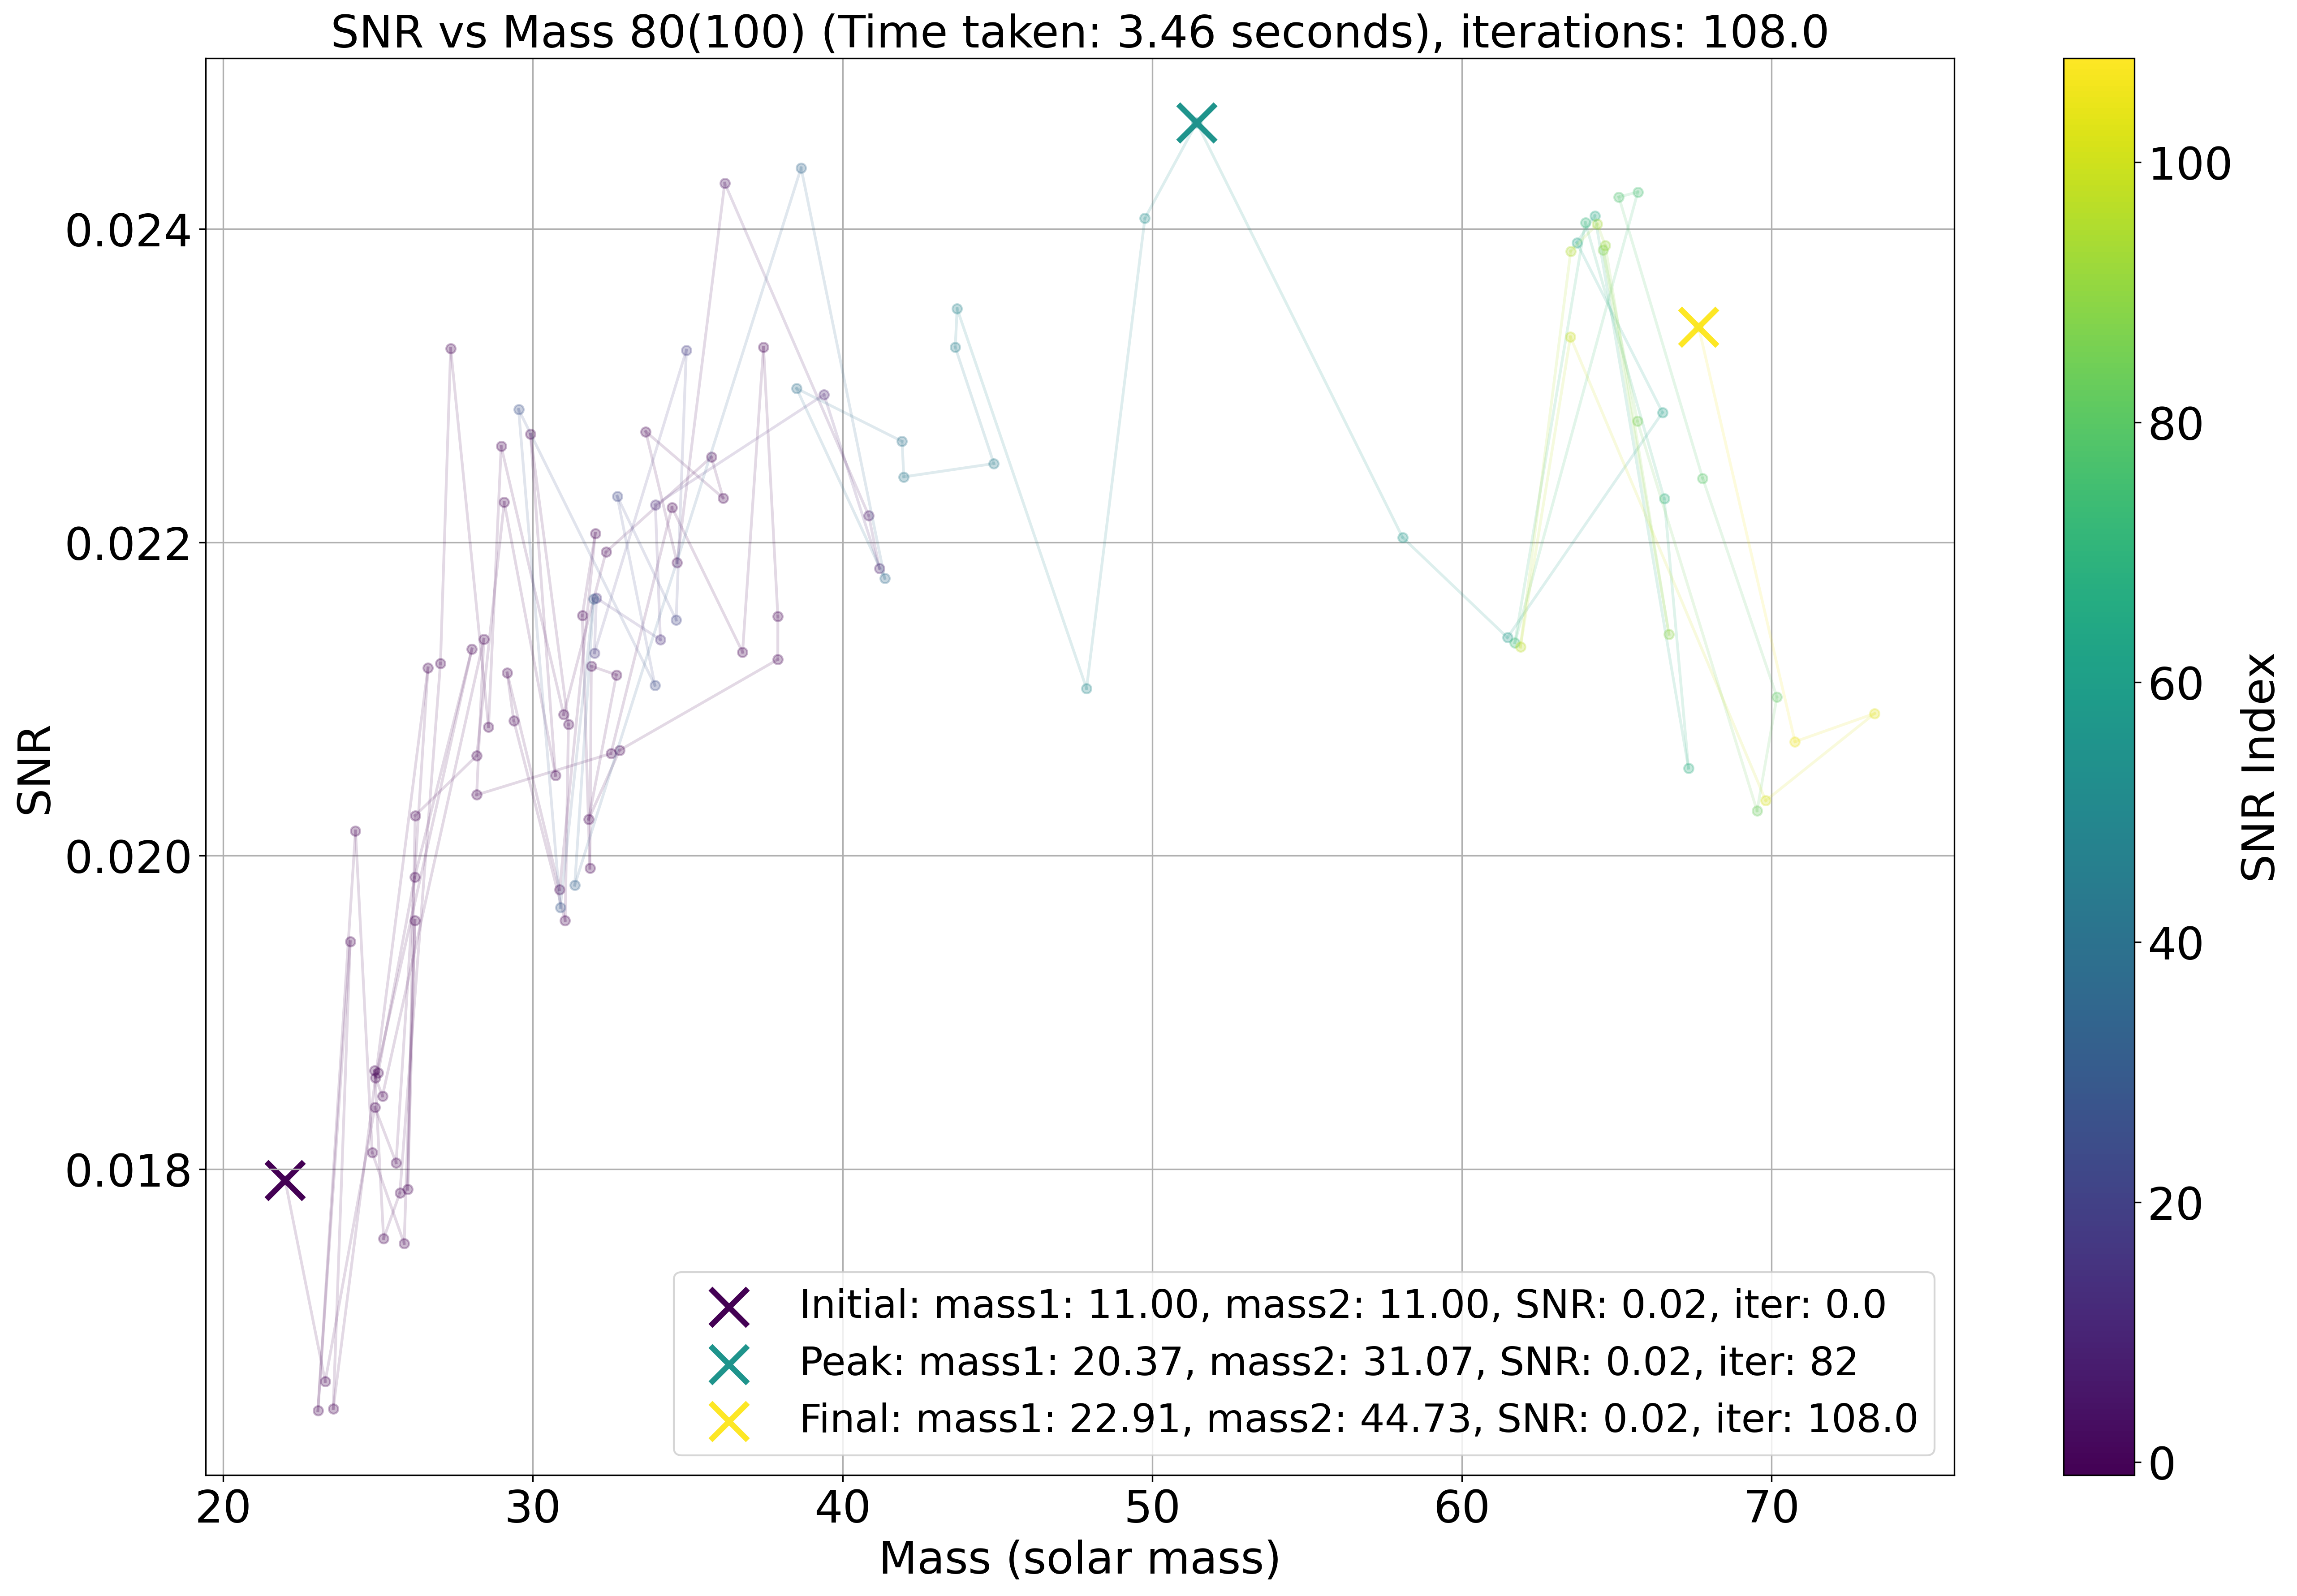 SNR vs Mass 80(100) (Time taken: 3.46 seconds), iterations: 108.0
SNR
0.024
0.022
0.020
0.018
20 30 40 50 60 70
Mass (solar mass)
Initial: mass1: 11.00, mass2: 11.00, SNR: 0.02, iter: 0.0
Peak: mass1: 20.37, mass2: 31.07, SNR: 0.02, iter: 82
Final: mass1: 22.91, mass2: 44.73, SNR: 0.02, iter: 108.0
100
80
60
40
20
0
SNR Index